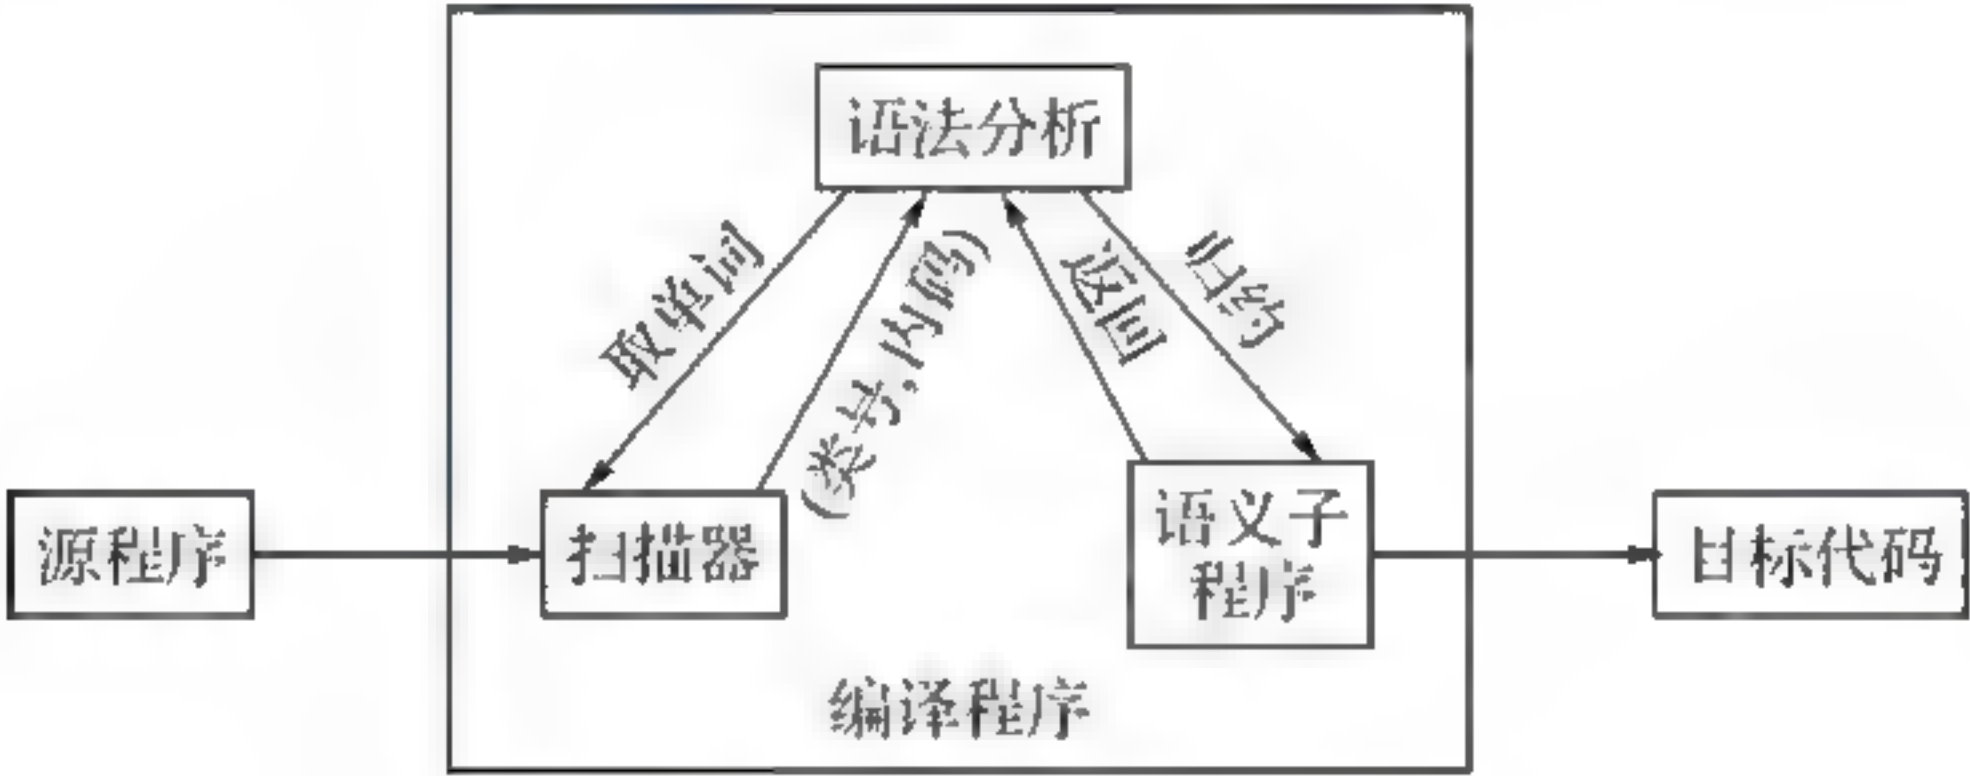 语法分析
取单词
(类号,内码)
返回
归约
源程序
扫描器
语义子
程序
目标代码
编译程序